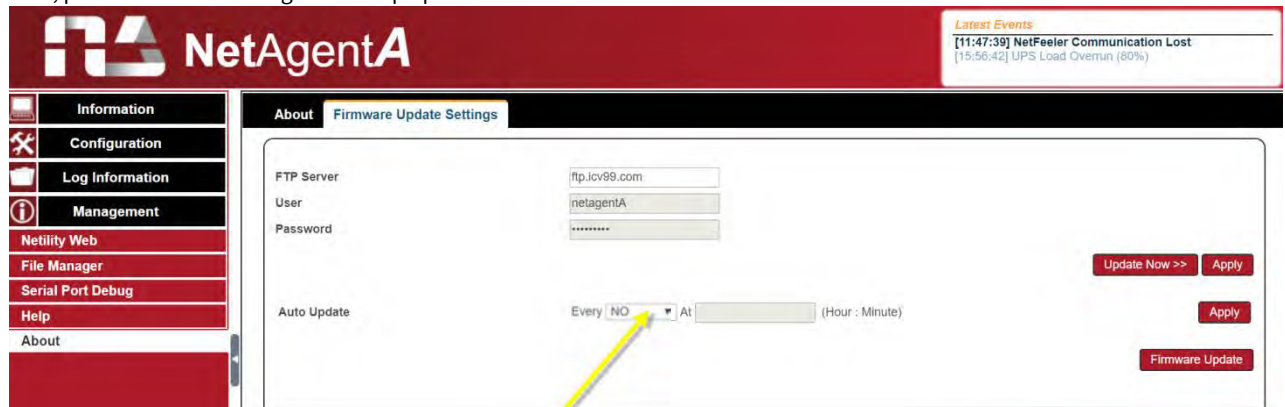 NetAgentA
Latest Events
[11:47:39] NetFeeler Communication Lost
[15:56:42] UPS Load Overrun (80%)
Information
Configuration
Log Information
Management
Netility Web
File Manager
Serial Port Debug
Help
About
About Firmware Update Settings
FTP Server ftp.icv99.com
User netagentA
Password •••••••••
Update Now >> Apply
Auto Update Every NO At (Hour : Minute) Apply
Firmware Update